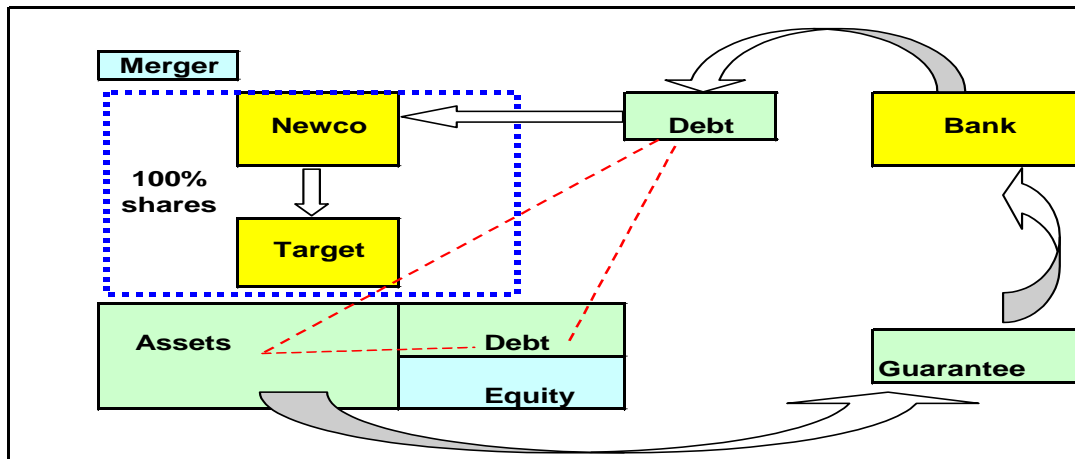 Merger
Newco
Debt
Bank
100%
shares
Target
Assets
Debt
Equity
Guarantee